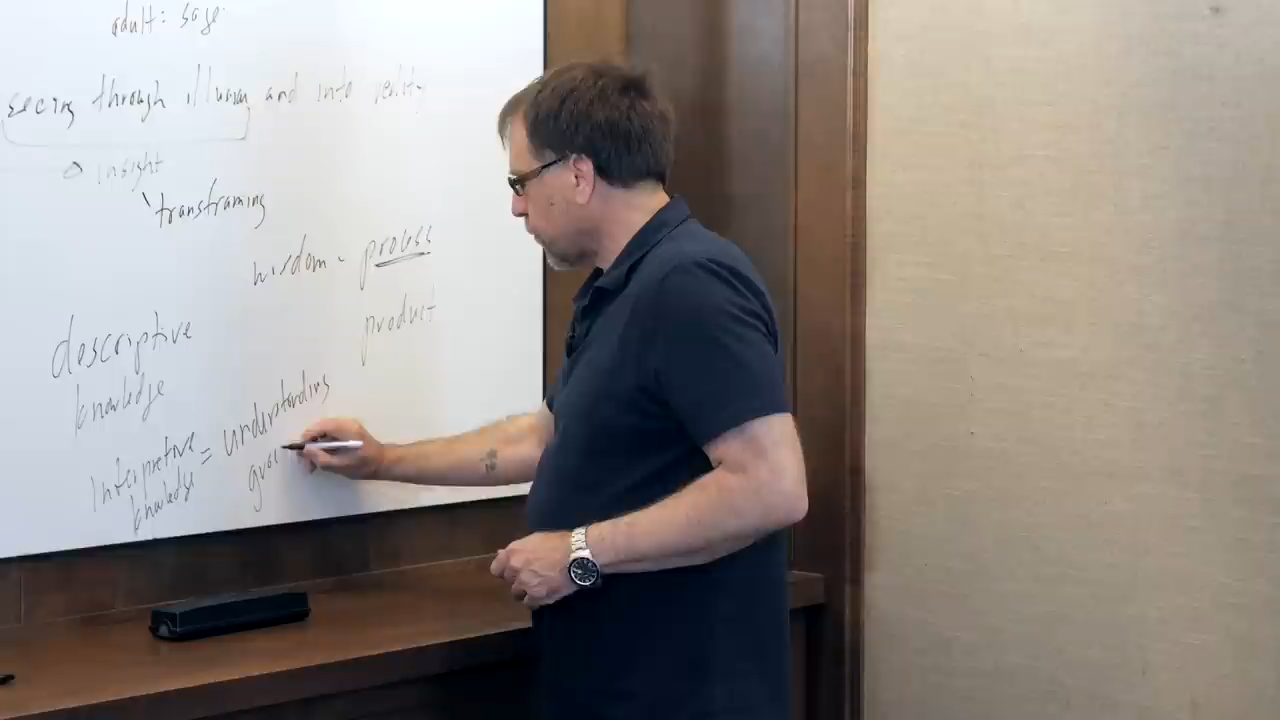 adult: sage
seeing through illusion and into reality
insight
transframing
wisdom - process
product
descriptive
knowledge
interpretive = understanding
knowledge